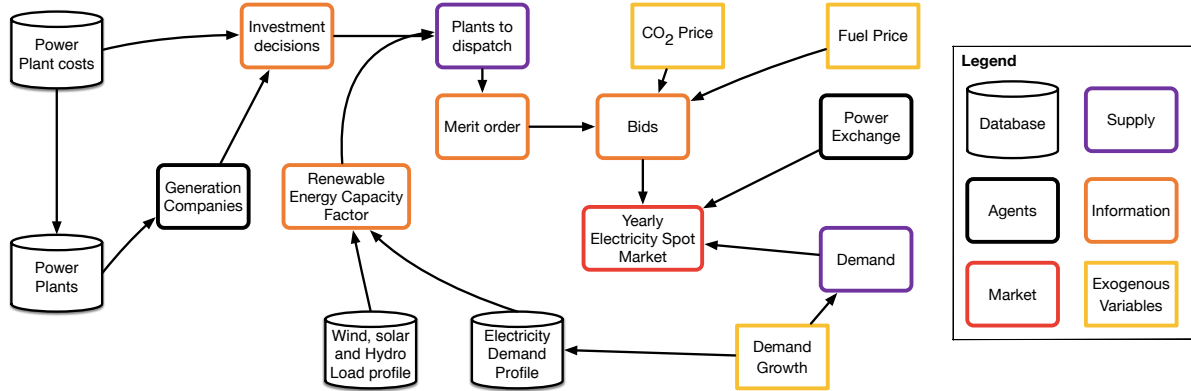 Power
Plant costs
Investment
decisions
Plants to
dispatch
CO2 Price
Fuel Price
Merit order
Bids
Power
Exchange
Generation
Companies
Renewable
Energy Capacity
Factor
Yearly
Electricity Spot
Market
Demand
Power
Plants
Wind, solar
and Hydro
Load profile
Electricity
Demand
Profile
Demand
Growth
Legend
Database
Supply
Agents
Information
Market
Exogenous
Variables